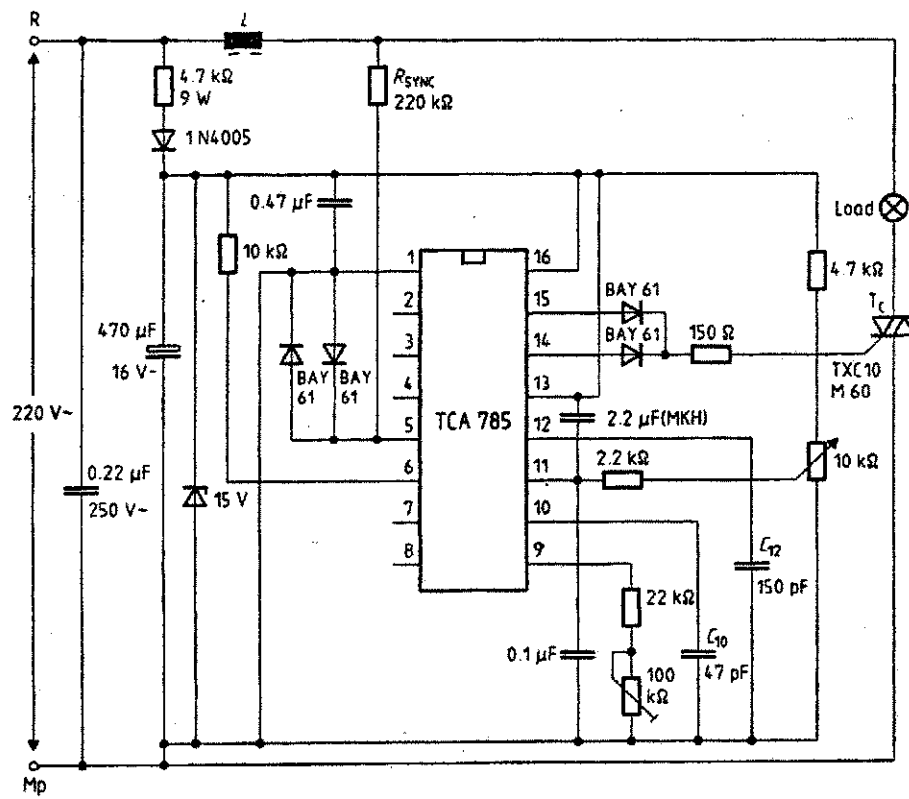 R
L
4.7 kΩ
9 W
R_SYNC
220 kΩ
1 N4005
0.47 µF
Load
10 kΩ
4.7 kΩ
1
16
BAY 61
2
15
T_C
BAY 61
150 Ω
470 µF
16 V-
3
14
BAY
61
BAY
61
TXC10
M 60
4
13
TCA 785
2.2 µF(MKH)
220 V~
5
12
2.2 kΩ
10 kΩ
6
11
0.22 µF
250 V~
15 V
7
10
8
9
C12
150 pF
22 kΩ
0.1 µF
C10
47 pF
100
kΩ
Mp